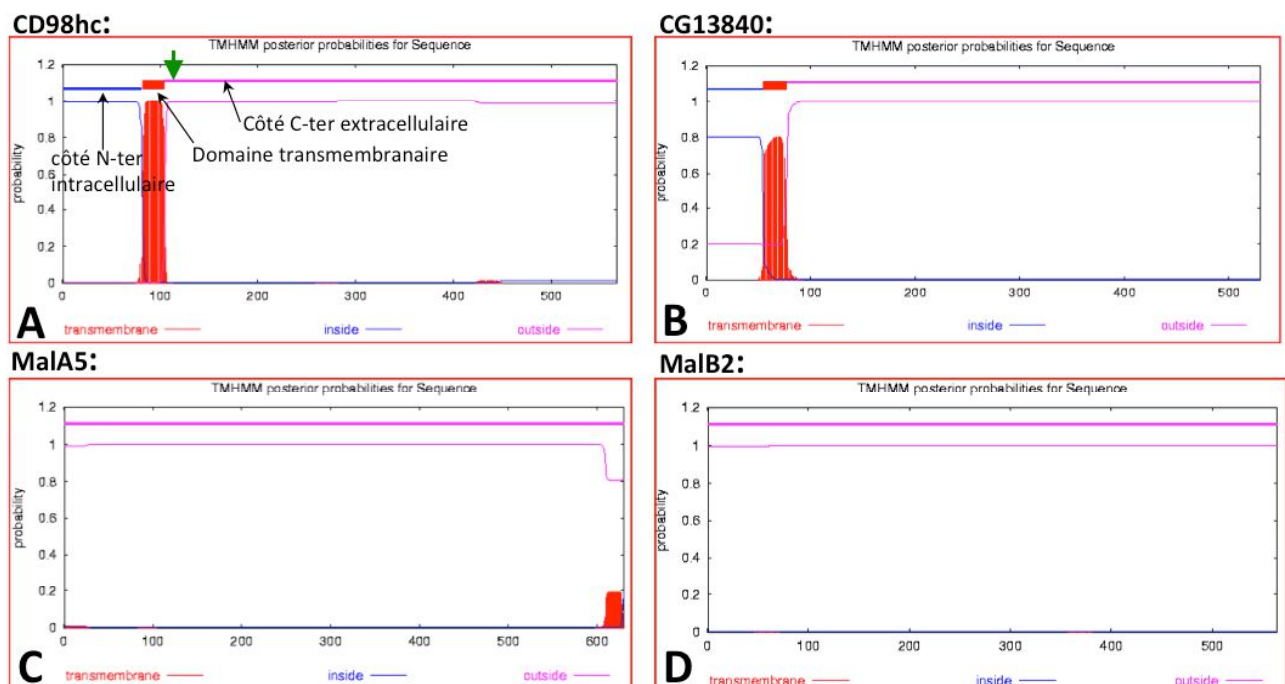 CD98hc:
TMHMM posterior probabilities for Sequence
1.2
1
0.8
0.6
0.4
0.2
0
probability
Côté C-ter extracellulaire
Domaine transmembranaire
côté N-ter
intracellulaire
0 100 200 300 400 500
A
transmembrane inside outside
CG13840:
TMHMM posterior probabilities for Sequence
1.2
1
0.8
0.6
0.4
0.2
0
probability
0 100 200 300 400 500
B
transmembrane inside outside
MalA5:
TMHMM posterior probabilities for Sequence
1.2
1
0.8
0.6
0.4
0.2
0
probability
0 100 200 300 400 500 600
C
transmembrane inside outside
MalB2:
TMHMM posterior probabilities for Sequence
1.2
1
0.8
0.6
0.4
0.2
0
probability
0 100 200 300 400 500
D
transmembrane inside outside